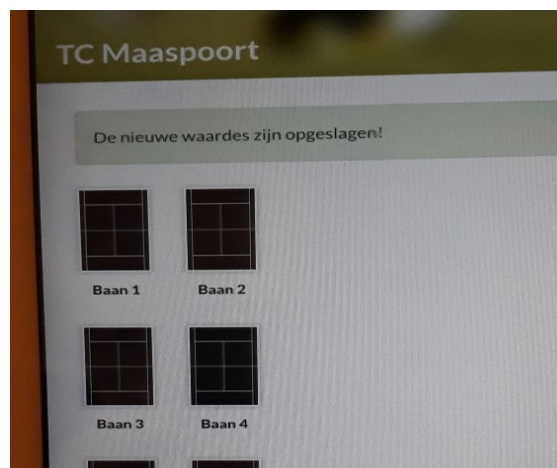 TC Maaspoort
De nieuwe waardes zijn opgeslagen!
Baan 1 Baan 2
Baan 3 Baan 4